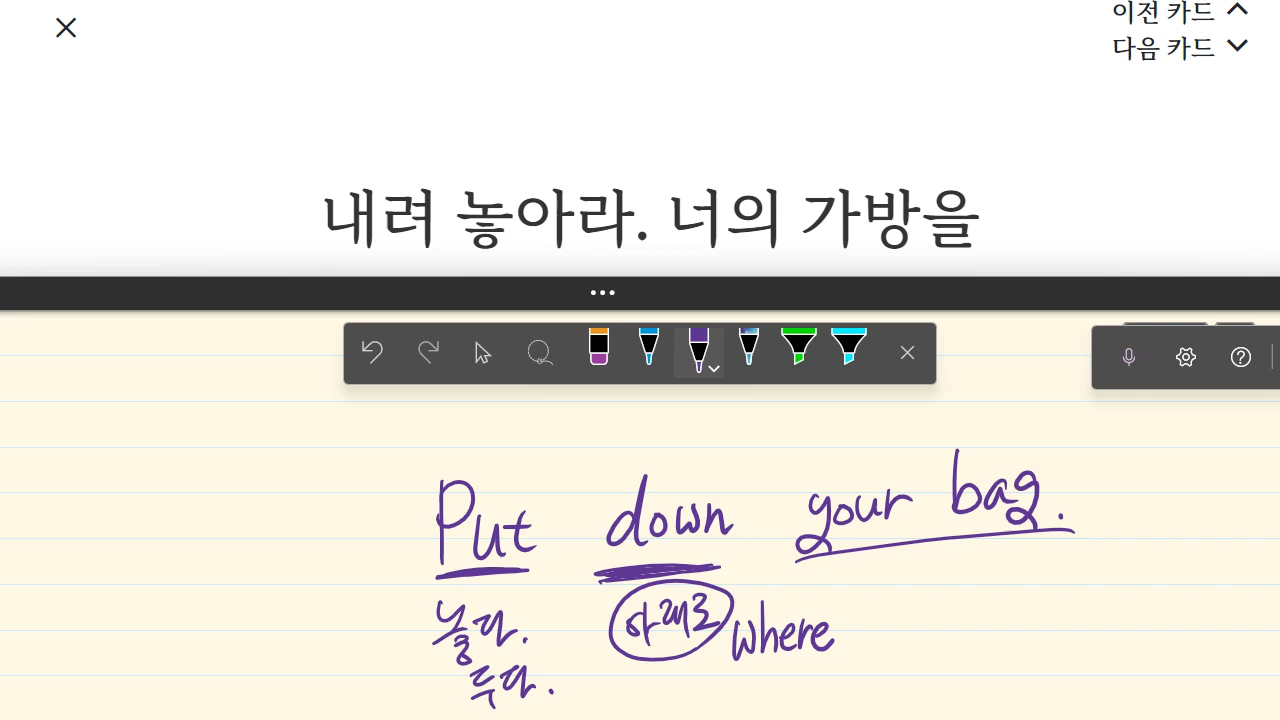 이전 카드
다음 카드
내려 놓아라. 너의 가방을
Put down your bag.
놓다. 아래로 where
두다.